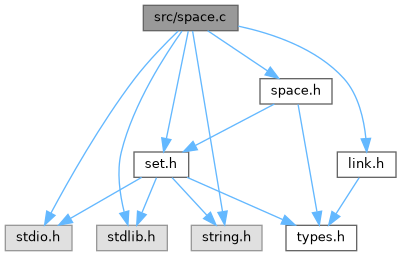 src/space.c
space.h
set.h
link.h
stdio.h
stdlib.h
string.h
types.h